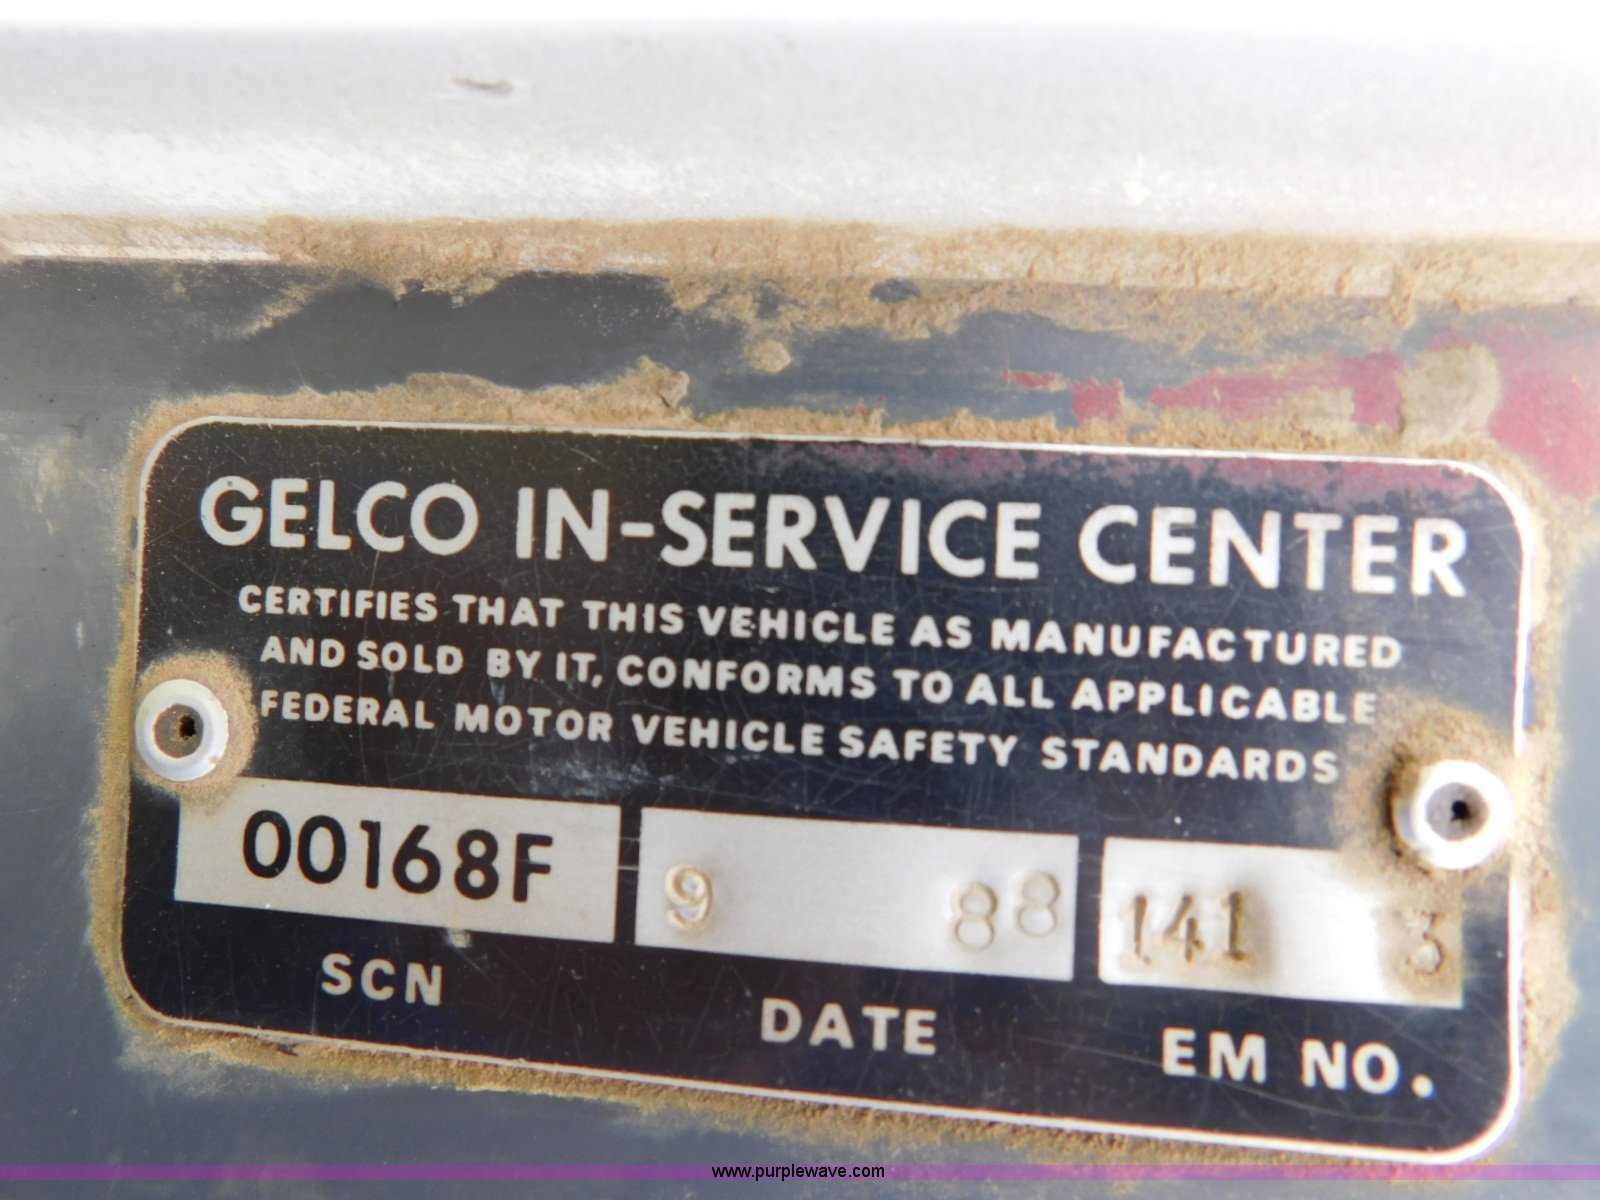 GELCO IN-SERVICE CENTER
CERTIFIES THAT THIS VEHICLE AS MANUFACTURED
AND SOLD BY IT, CONFORMS TO ALL APPLICABLE
FEDERAL MOTOR VEHICLE SAFETY STANDARDS
00168F 9 88 141 3
SCN DATE EM NO.
www.purplewave.com